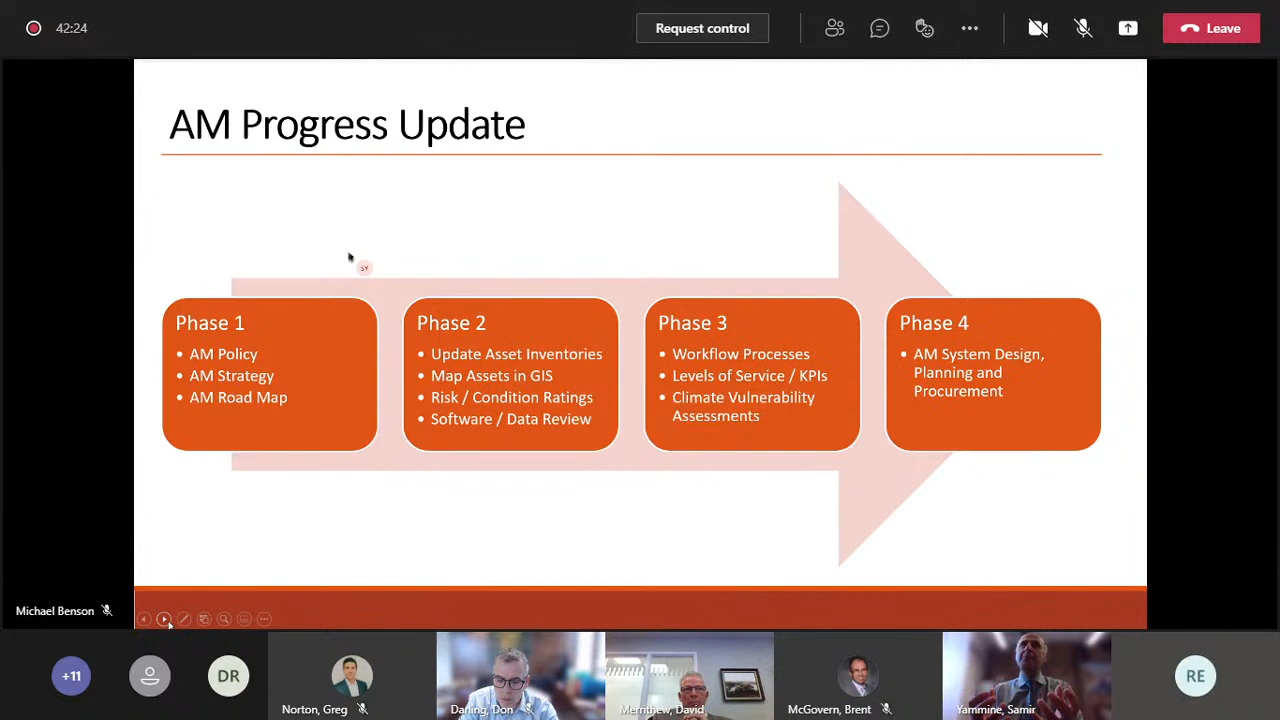 42:24
Request control
Leave
AM Progress Update
SY
Phase 1
• AM Policy
• AM Strategy
• AM Road Map
Phase 2
• Update Asset Inventories
• Map Assets in GIS
• Risk / Condition Ratings
• Software / Data Review
Phase 3
• Workflow Processes
• Levels of Service / KPIs
• Climate Vulnerability
Assessments
Phase 4
• AM System Design,
Planning and
Procurement
Michael Benson
+11
DR
Norton, Greg
Darling, Don
Merrithew, David
McGovern, Brent
Yammine, Samir
RE